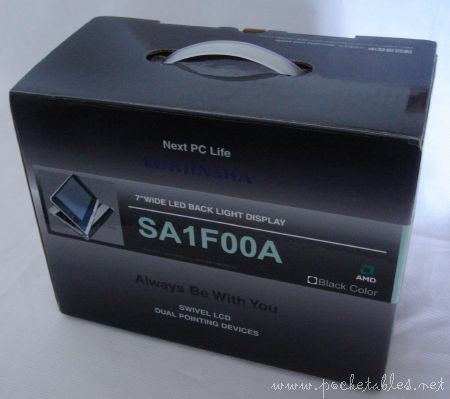 Next PC Life
KOHJINSHA
7"WIDE LED BACK LIGHT DISPLAY
SA1F00A
AMD
Black Color
Always Be With You
SWIVEL LCD
DUAL POINTING DEVICES
www.pocketables.net